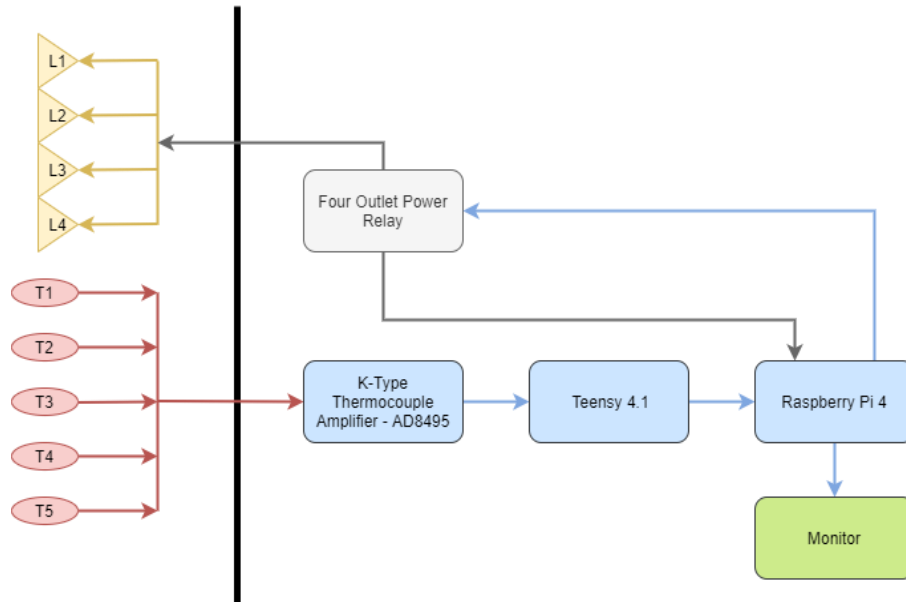 L1
L2
L3
L4
Four Outlet Power
Relay
T1
T2
T3
T4
T5
K-Type
Thermocouple
Amplifier - AD8495
Teensy 4.1
Raspberry Pi 4
Monitor